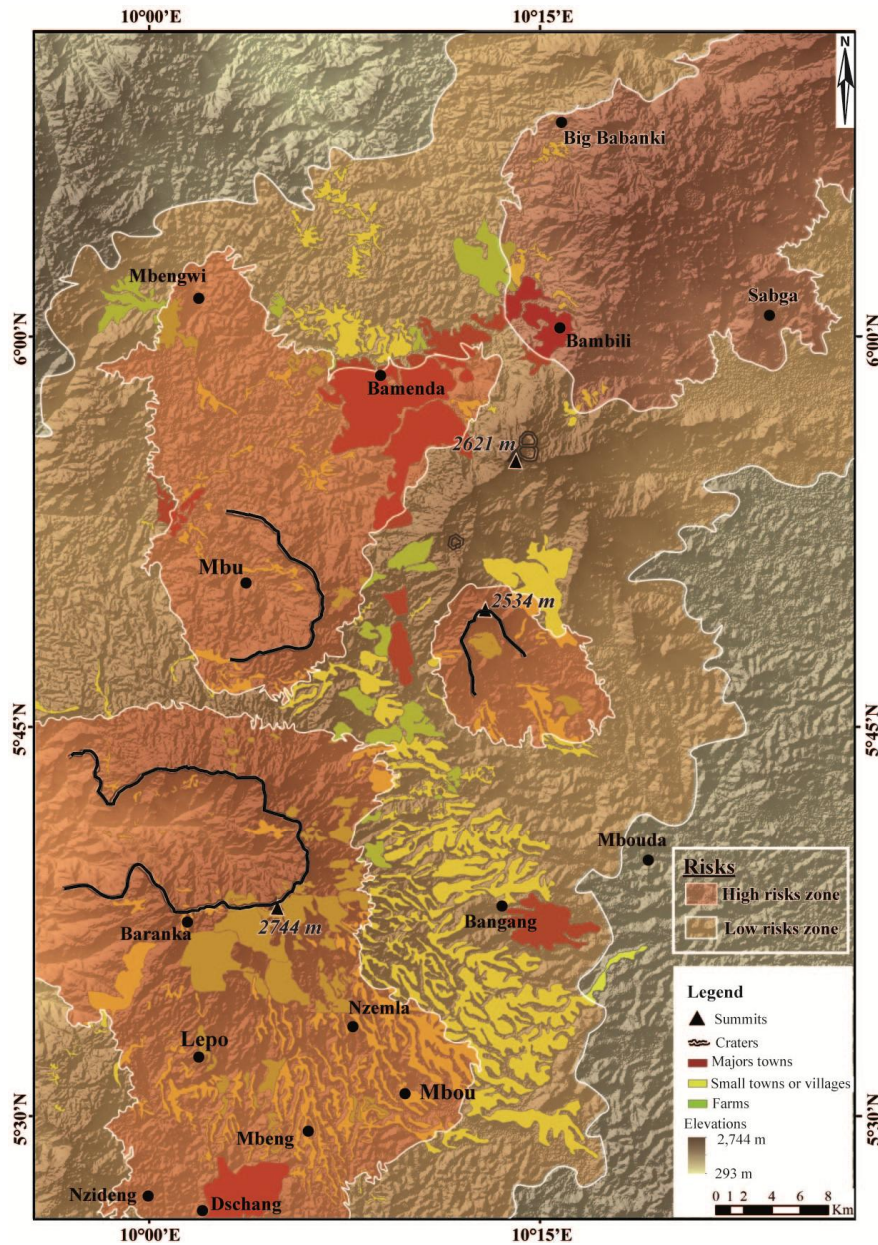 10°00'E
10°15'E
N
Big Babanki
Mbengwi
Sabga
6°00'N
6°00'N
Bambili
Bamenda
2621 m
Mbu
2534 m
5°45'N
5°45'N
Mbouda
Risks
High risks zone
Low risks zone
Bangang
Baranka
2744 m
Legend
Summits
Craters
Majors towns
Small towns or villages
Farms
Elevations
2,744 m
293 m
Nzemla
Lepo
Mbou
5°30'N
5°30'N
Mbeng
Nzideng
Dschang
0 1 2 4 6 8
Km
10°00'E
10°15'E